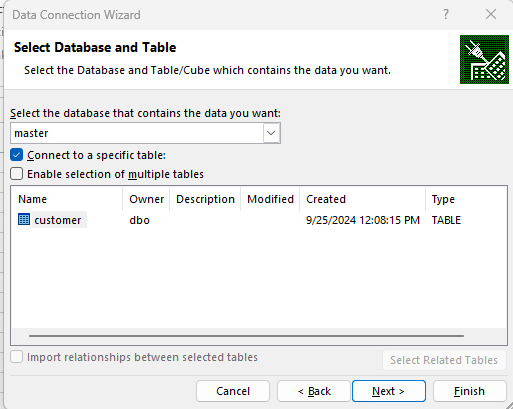 Data Connection Wizard ?
Select Database and Table
Select the Database and Table/Cube which contains the data you want.
Select the database that contains the data you want:
master
Connect to a specific table:
Enable selection of multiple tables
Name Owner Description Modified Created Type
customer dbo 9/25/2024 12:08:15 PM TABLE
Import relationships between selected tables Select Related Tables
Cancel < Back Next > Finish